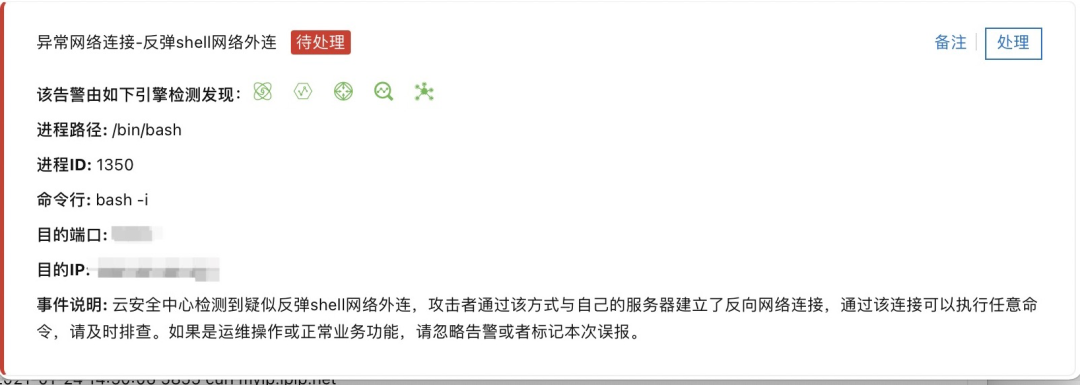 异常网络连接-反弹shell网络外连 待处理 备注 处理
该告警由如下引擎检测发现：
进程路径: /bin/bash
进程ID: 1350
命令行: bash -i
目的端口:
目的IP:
事件说明: 云安全中心检测到疑似反弹shell网络外连，攻击者通过该方式与自己的服务器建立了反向网络连接，通过该连接可以执行任意命
令，请及时排查。如果是运维操作或正常业务功能，请忽略告警或者标记本次误报。
curl myip.ipip.net